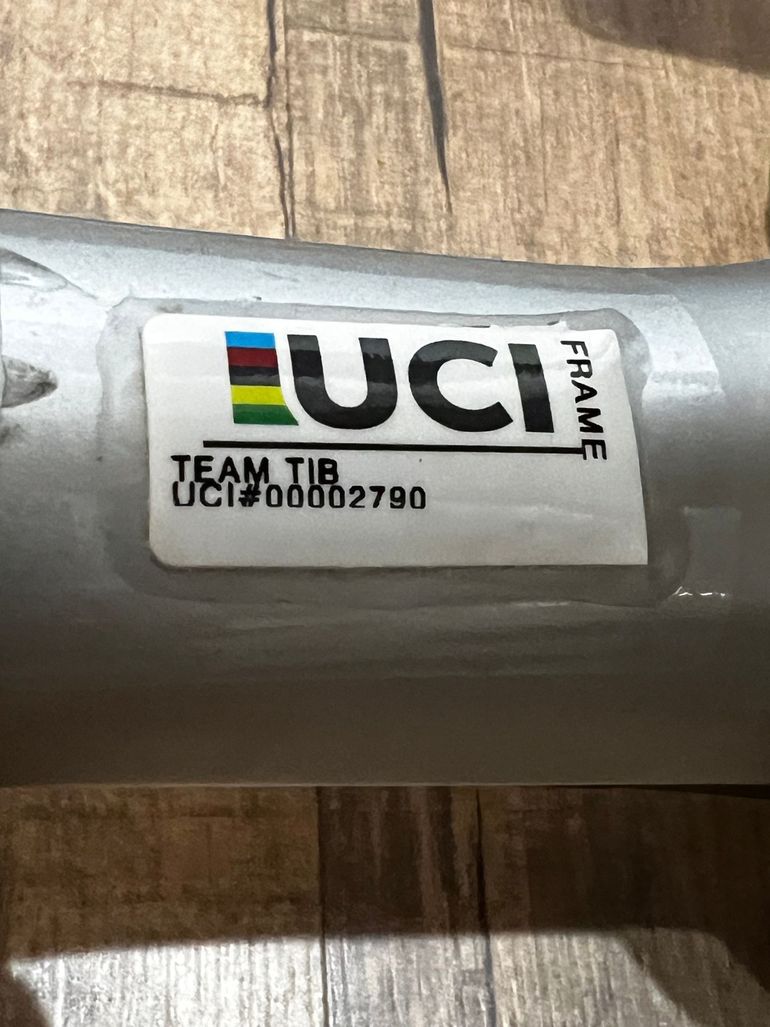 UCI
FRAME
TEAM TIB
UCI#00002790